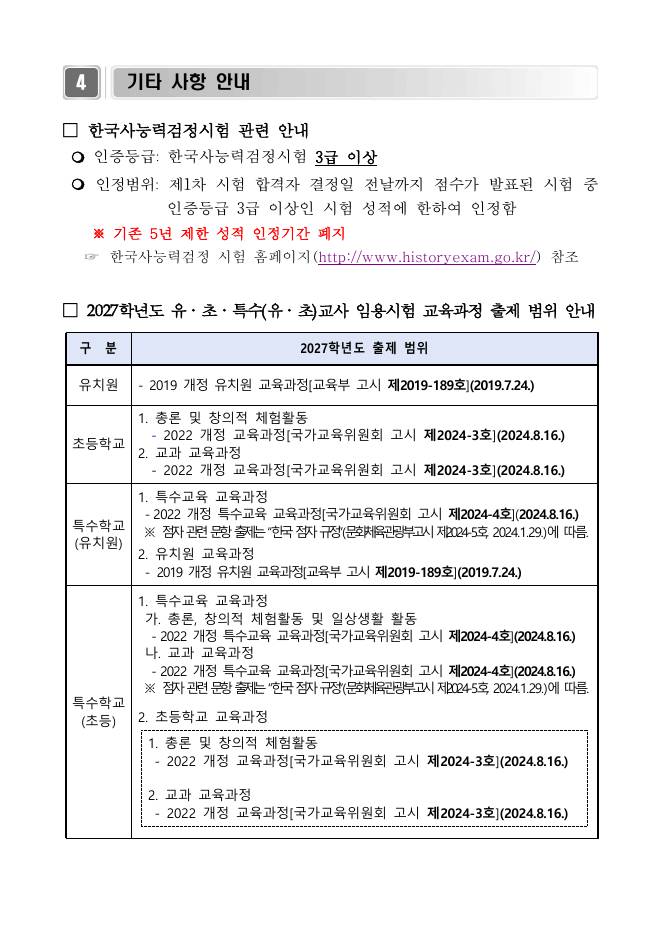 4 기타 사항 안내
□ 한국사능력검정시험 관련 안내
❍ 인증등급: 한국사능력검정시험 3급 이상
❍ 인정범위: 제1차 시험 합격자 결정일 전날까지 점수가 발표된 시험 중
인증등급 3급 이상인 시험 성적에 한하여 인정함
※ 기존 5년 제한 성적 인정기간 폐지
☞ 한국사능력검정 시험 홈페이지(http://www.historyexam.go.kr/) 참조
□ 2027학년도 유·초·특수(유·초)교사 임용시험 교육과정 출제 범위 안내
구 분 2027학년도 출제 범위
유치원 - 2019 개정 유치원 교육과정[교육부 고시 제2019-189호](2019.7.24.)
초등학교
1. 총론 및 창의적 체험활동
- 2022 개정 교육과정[국가교육위원회 고시 제2024-3호](2024.8.16.)
2. 교과 교육과정
- 2022 개정 교육과정[국가교육위원회 고시 제2024-3호](2024.8.16.)
특수학교
(유치원)
1. 특수교육 교육과정
- 2022 개정 특수교육 교육과정[국가교육위원회 고시 제2024-4호](2024.8.16.)
※ 점자 관련 문항 출제는 “한국 점자 규정”(문화체육관광부고시 제2024-5호, 2024.1.29.)에 따름.
2. 유치원 교육과정
- 2019 개정 유치원 교육과정[교육부 고시 제2019-189호](2019.7.24.)
특수학교
(초등)
1. 특수교육 교육과정
가. 총론, 창의적 체험활동 및 일상생활 활동
- 2022 개정 특수교육 교육과정[국가교육위원회 고시 제2024-4호](2024.8.16.)
나. 교과 교육과정
- 2022 개정 특수교육 교육과정[국가교육위원회 고시 제2024-4호](2024.8.16.)
※ 점자 관련 문항 출제는 “한국 점자 규정”(문화체육관광부고시 제2024-5호, 2024.1.29.)에 따름.
2. 초등학교 교육과정
1. 총론 및 창의적 체험활동
- 2022 개정 교육과정[국가교육위원회 고시 제2024-3호](2024.8.16.)
2. 교과 교육과정
- 2022 개정 교육과정[국가교육위원회 고시 제2024-3호](2024.8.16.)